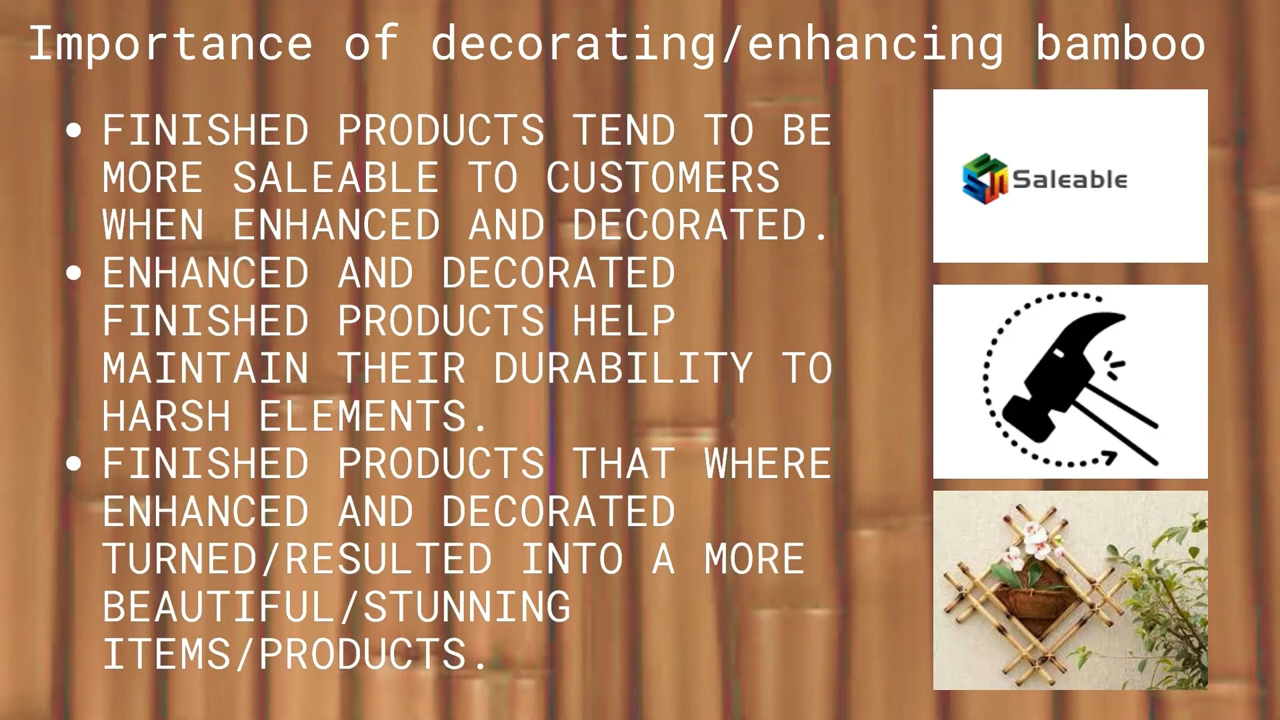 Importance of decorating/enhancing bamboo
• FINISHED PRODUCTS TEND TO BE
MORE SALEABLE TO CUSTOMERS
WHEN ENHANCED AND DECORATED.
• ENHANCED AND DECORATED
FINISHED PRODUCTS HELP
MAINTAIN THEIR DURABILITY TO
HARSH ELEMENTS.
• FINISHED PRODUCTS THAT WHERE
ENHANCED AND DECORATED
TURNED/RESULTED INTO A MORE
BEAUTIFUL/STUNNING
ITEMS/PRODUCTS.
Saleable